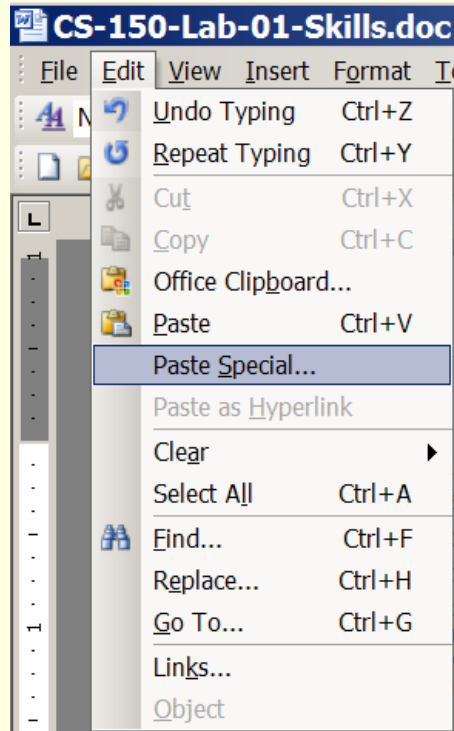 CS-150-Lab-01-Skills.doc
File Edit View Insert Format
Undo Typing Ctrl+Z
Repeat Typing Ctrl+Y
Cut Ctrl+X
Copy Ctrl+C
Office Clipboard...
Paste Ctrl+V
Paste Special...
Paste as Hyperlink
Clear
Select All Ctrl+A
Find... Ctrl+F
Replace... Ctrl+H
Go To... Ctrl+G
Links...
Object